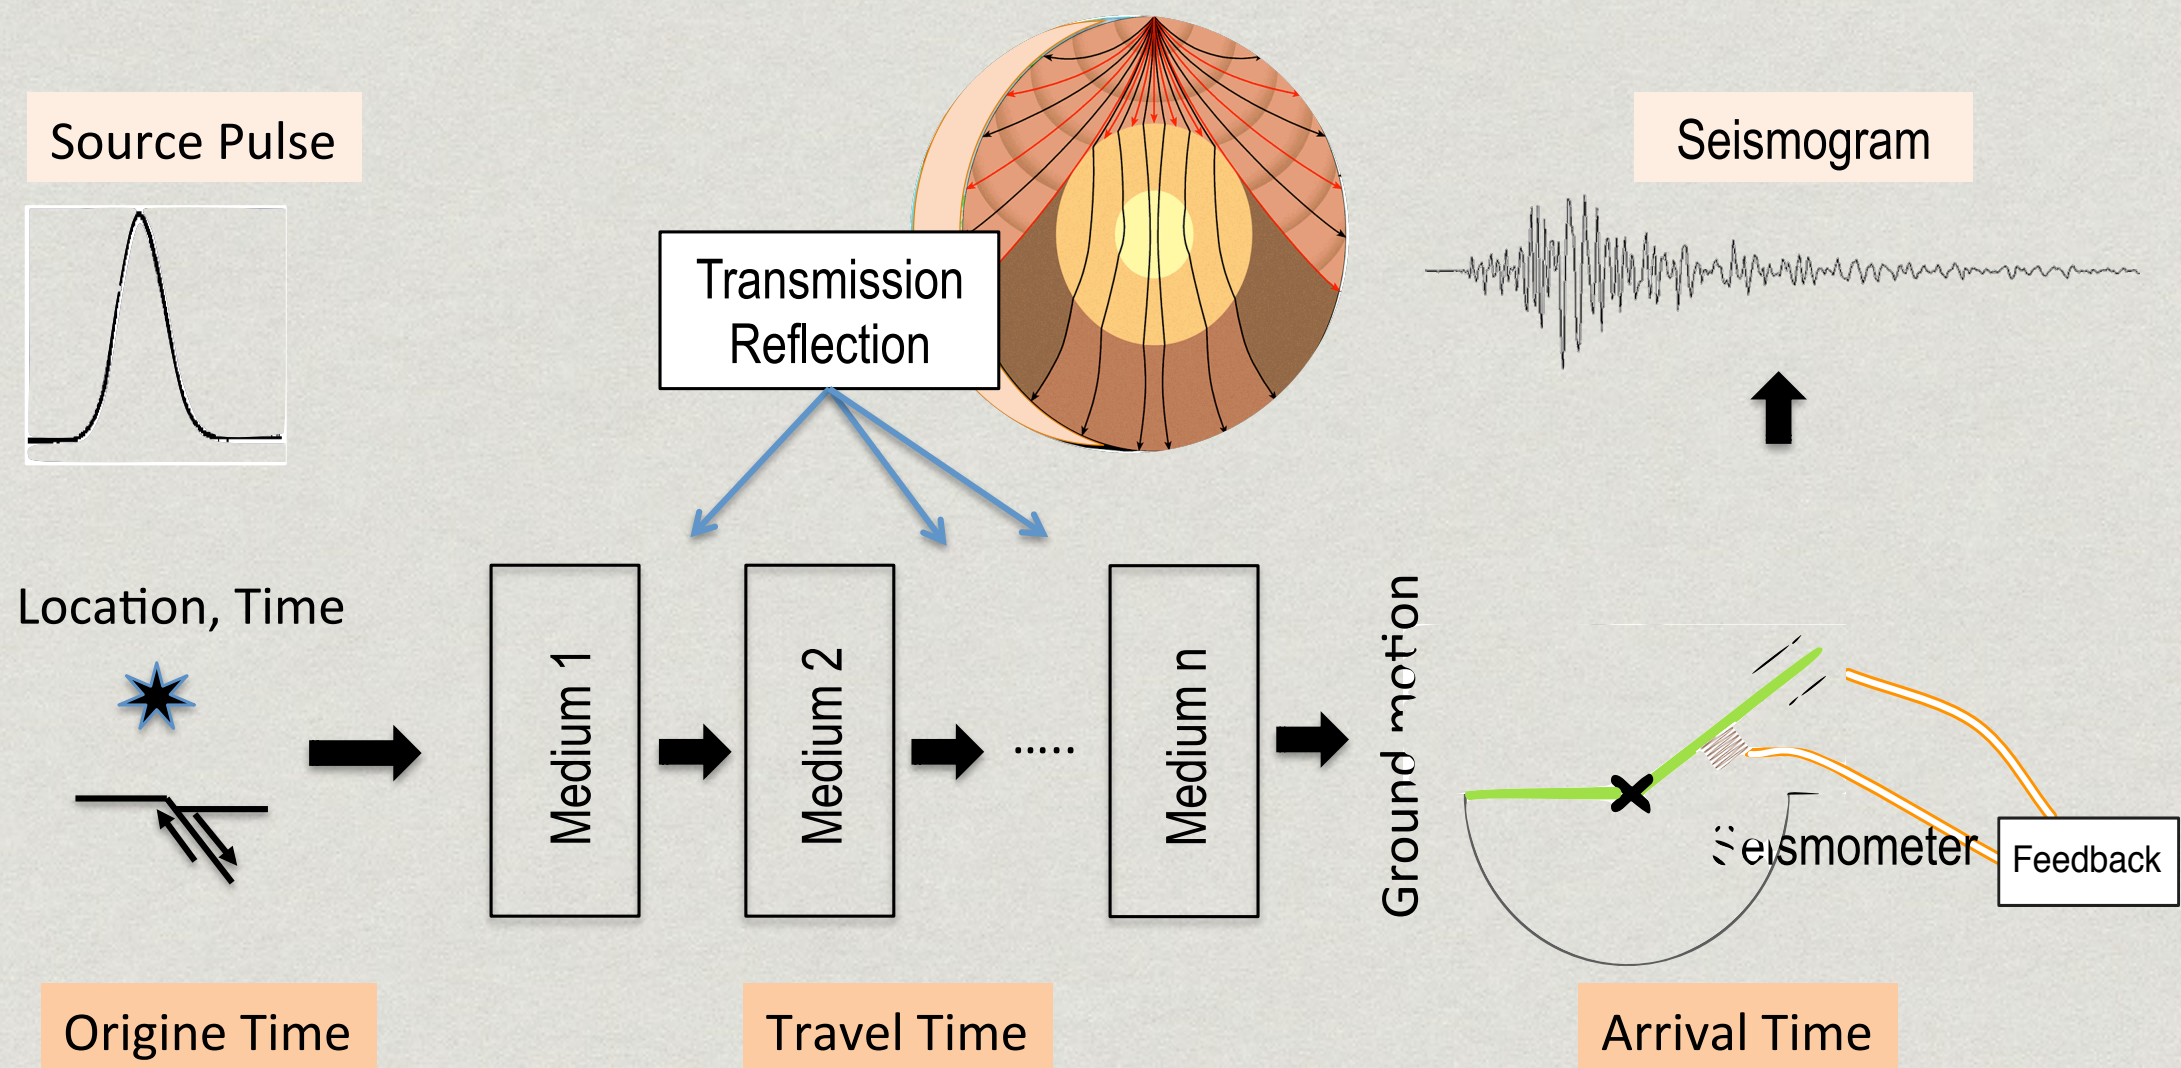 Source Pulse
Seismogram
Transmission
Reflection
Location, Time
Medium 1
Medium 2
.....
Medium n
Ground motion
Seismometer
Feedback
Origine Time
Travel Time
Arrival Time